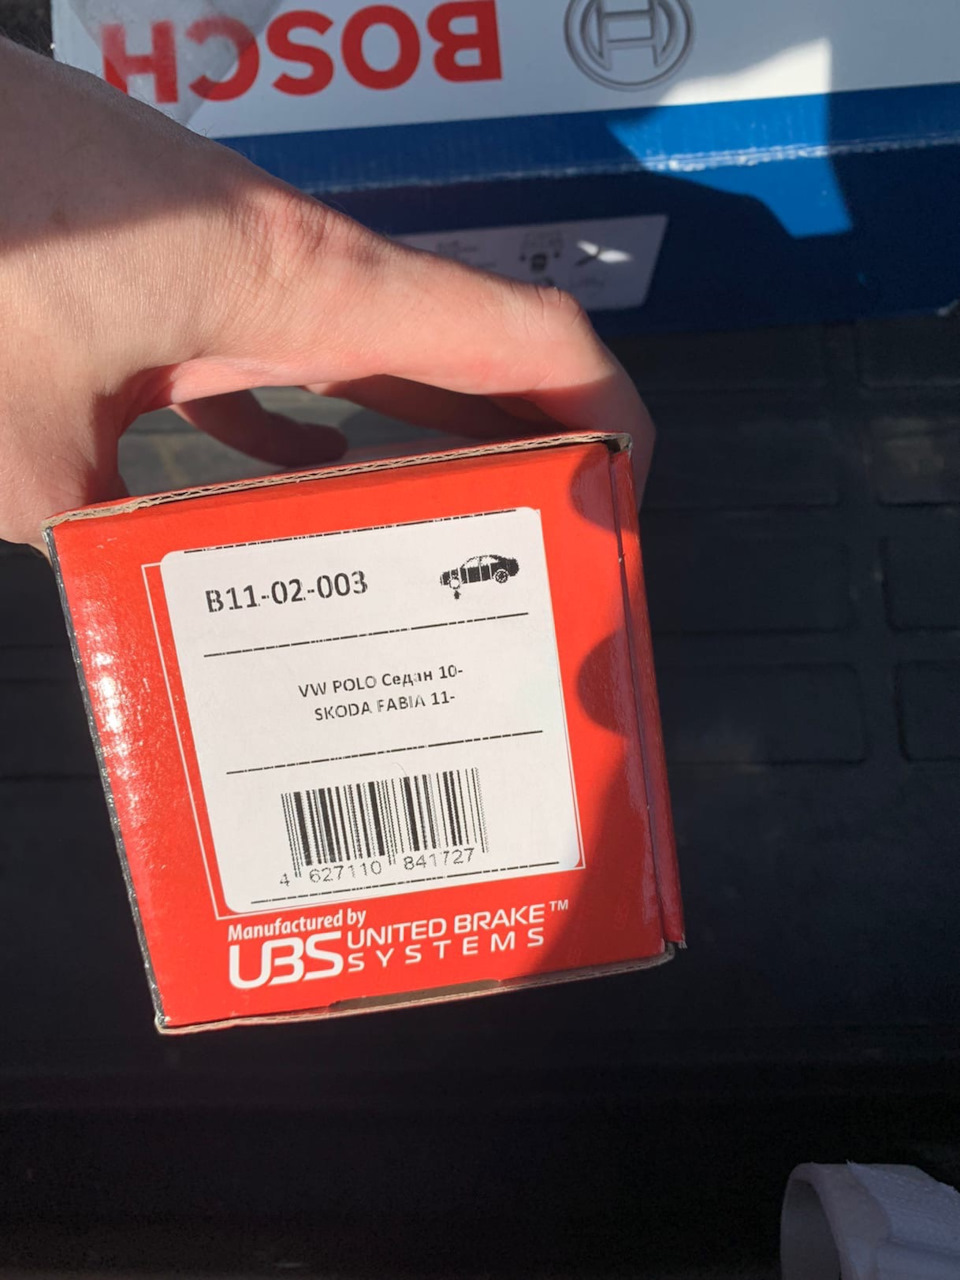 BOSCH
B11-02-003
VW POLO Седан 10-
SKODA FABIA 11-
4 627110 841727
Manufactured by
UBS UNITED BRAKE™
SYSTEMS